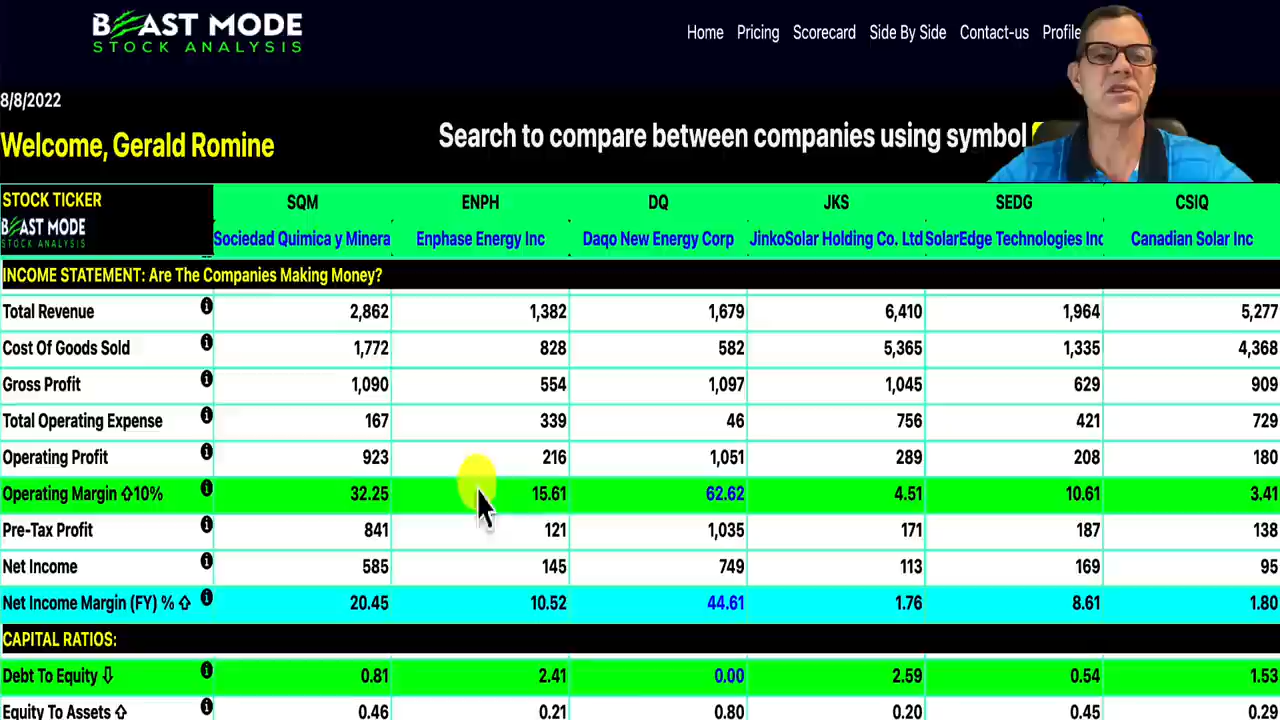 BEAST MODE
STOCK ANALYSIS
Home Pricing Scorecard Side By Side Contact-us Profile
8/8/2022
Welcome, Gerald Romine
Search to compare between companies using symbol
STOCK TICKER SQM ENPH DQ JKS SEDG CSIQ
BEAST MODE
STOCK ANALYSIS
Sociedad Quimica y Minera Enphase Energy Inc Daqo New Energy Corp JinkoSolar Holding Co. Ltd SolarEdge Technologies Inc Canadian Solar Inc
INCOME STATEMENT: Are The Companies Making Money?
Total Revenue 2,862 1,382 1,679 6,410 1,964 5,277
Cost Of Goods Sold 1,772 828 582 5,365 1,335 4,368
Gross Profit 1,090 554 1,097 1,045 629 909
Total Operating Expense 167 339 46 756 421 729
Operating Profit 923 216 1,051 289 208 180
Operating Margin ⇧10% 32.25 15.61 62.62 4.51 10.61 3.41
Pre-Tax Profit 841 121 1,035 171 187 138
Net Income 585 145 749 113 169 95
Net Income Margin (FY) % ⇧ 20.45 10.52 44.61 1.76 8.61 1.80
CAPITAL RATIOS:
Debt To Equity ⇩ 0.81 2.41 0.00 2.59 0.54 1.53
Equity To Assets ⇧ 0.46 0.21 0.80 0.20 0.45 0.29